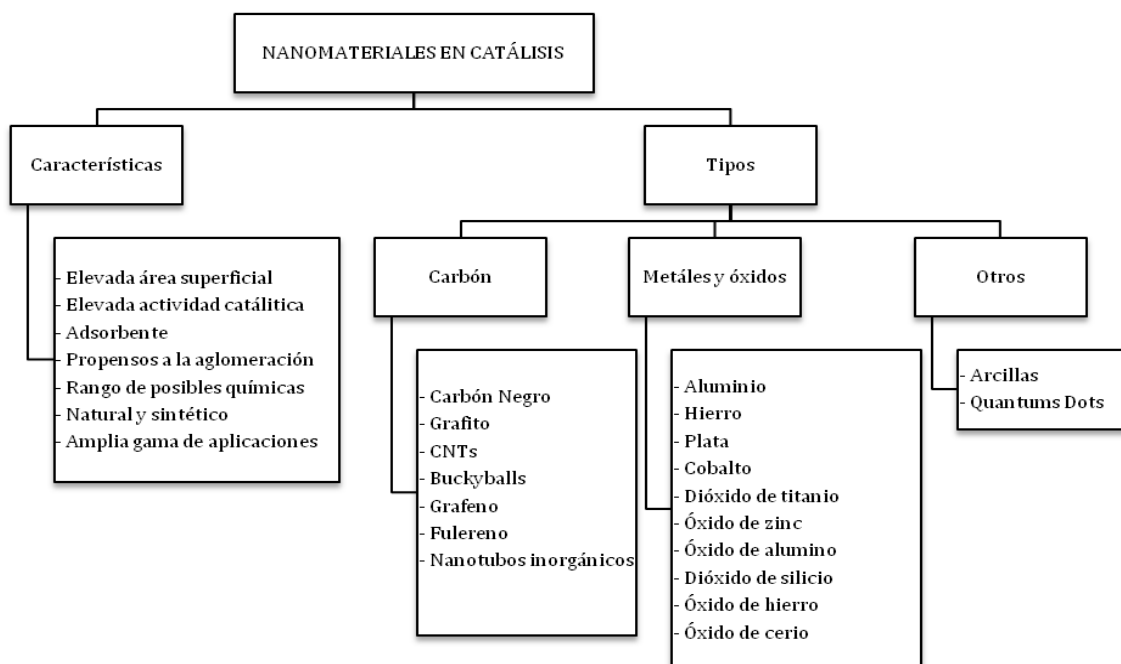 NANOMATERIALES EN CATÁLISIS
Características
Tipos
- Elevada área superficial
- Elevada actividad catálitica
- Adsorbente
- Propensos a la aglomeración
- Rango de posibles químicas
- Natural y sintético
- Amplia gama de aplicaciones
Carbón
Metáles y óxidos
Otros
- Carbón Negro
- Grafito
- CNTs
- Buckyballs
- Grafeno
- Fulereno
- Nanotubos inorgánicos
- Aluminio
- Hierro
- Plata
- Cobalto
- Dióxido de titanio
- Óxido de zinc
- Óxido de alumino
- Dióxido de silicio
- Óxido de hierro
- Óxido de cerio
- Arcillas
- Quantums Dots